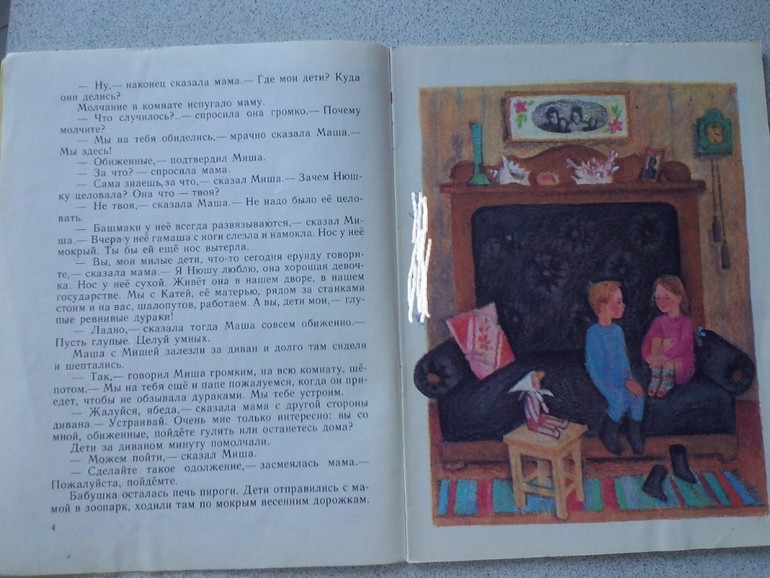 — Ну,— наконец сказала мама.— Где мои дети? Куда
они делись?
Молчание в комнате испугало маму.
— Что случилось?..— спросила она громко.— Почему
молчите?
— Мы на тебя обиделись,— мрачно сказала Маша.—
Мы здесь!
— Обиженные,— подтвердил Миша.
— За что? — спросила мама.
— Сама знаешь, за что,— сказал Миша.— Зачем Нюш-
ку целовала? Она что — твоя?
— Не твоя,— сказала Маша.— Не надо было её цело-
вать.
— Башмаки у неё всегда развязываются,— сказал Ми-
ша.— Вчера у неё гамаша с ноги слезла и намокла. Нос у неё
мокрый. Ты бы ей ещё нос вытерла.
— Вы, мои милые дети, что-то сегодня ерунду говори-
те,— сказала мама.— Я Нюшу люблю, она хорошая девоч-
ка. Нос у неё сухой. Живёт она в нашем дворе, в нашем
государстве. Мы с Катей, её матерью, рядом за станками
стоим и на вас, шалопутов, работаем. А вы, дети мои,— глу-
пые ревнивые дураки!
— Ладно,— сказала тогда Маша совсем обиженно.—
Пусть глупые. Целуй умных.
Маша с Мишей залезли за диван и долго там сидели
и шептались.
— Так,— говорил Миша громким, на всю комнату, шё-
потом.— Мы на тебя ещё и папе пожалуемся, когда он при-
едет, чтобы не обзывали дураками. Мы тебе устроим.
— Жалуйся, ябеда,— сказала мама с другой стороны
дивана.— Устраивай. Очень мне только интересно: вы со
мной, обиженные, пойдёте гулять или останетесь дома?
Дети за диваном минуту помолчали.
— Можем пойти,— сказал Миша.
— Сделайте такое одолжение,— засмеялась мама.—
Пожалуйста, пойдёмте.
Бабушка осталась печь пироги. Дети отправились с ма-
мой в зоопарк, ходили там по мокрым весенним дорожкам.
4